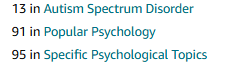 13 in Autism Spectrum Disorder
91 in Popular Psychology
95 in Specific Psychological Topics